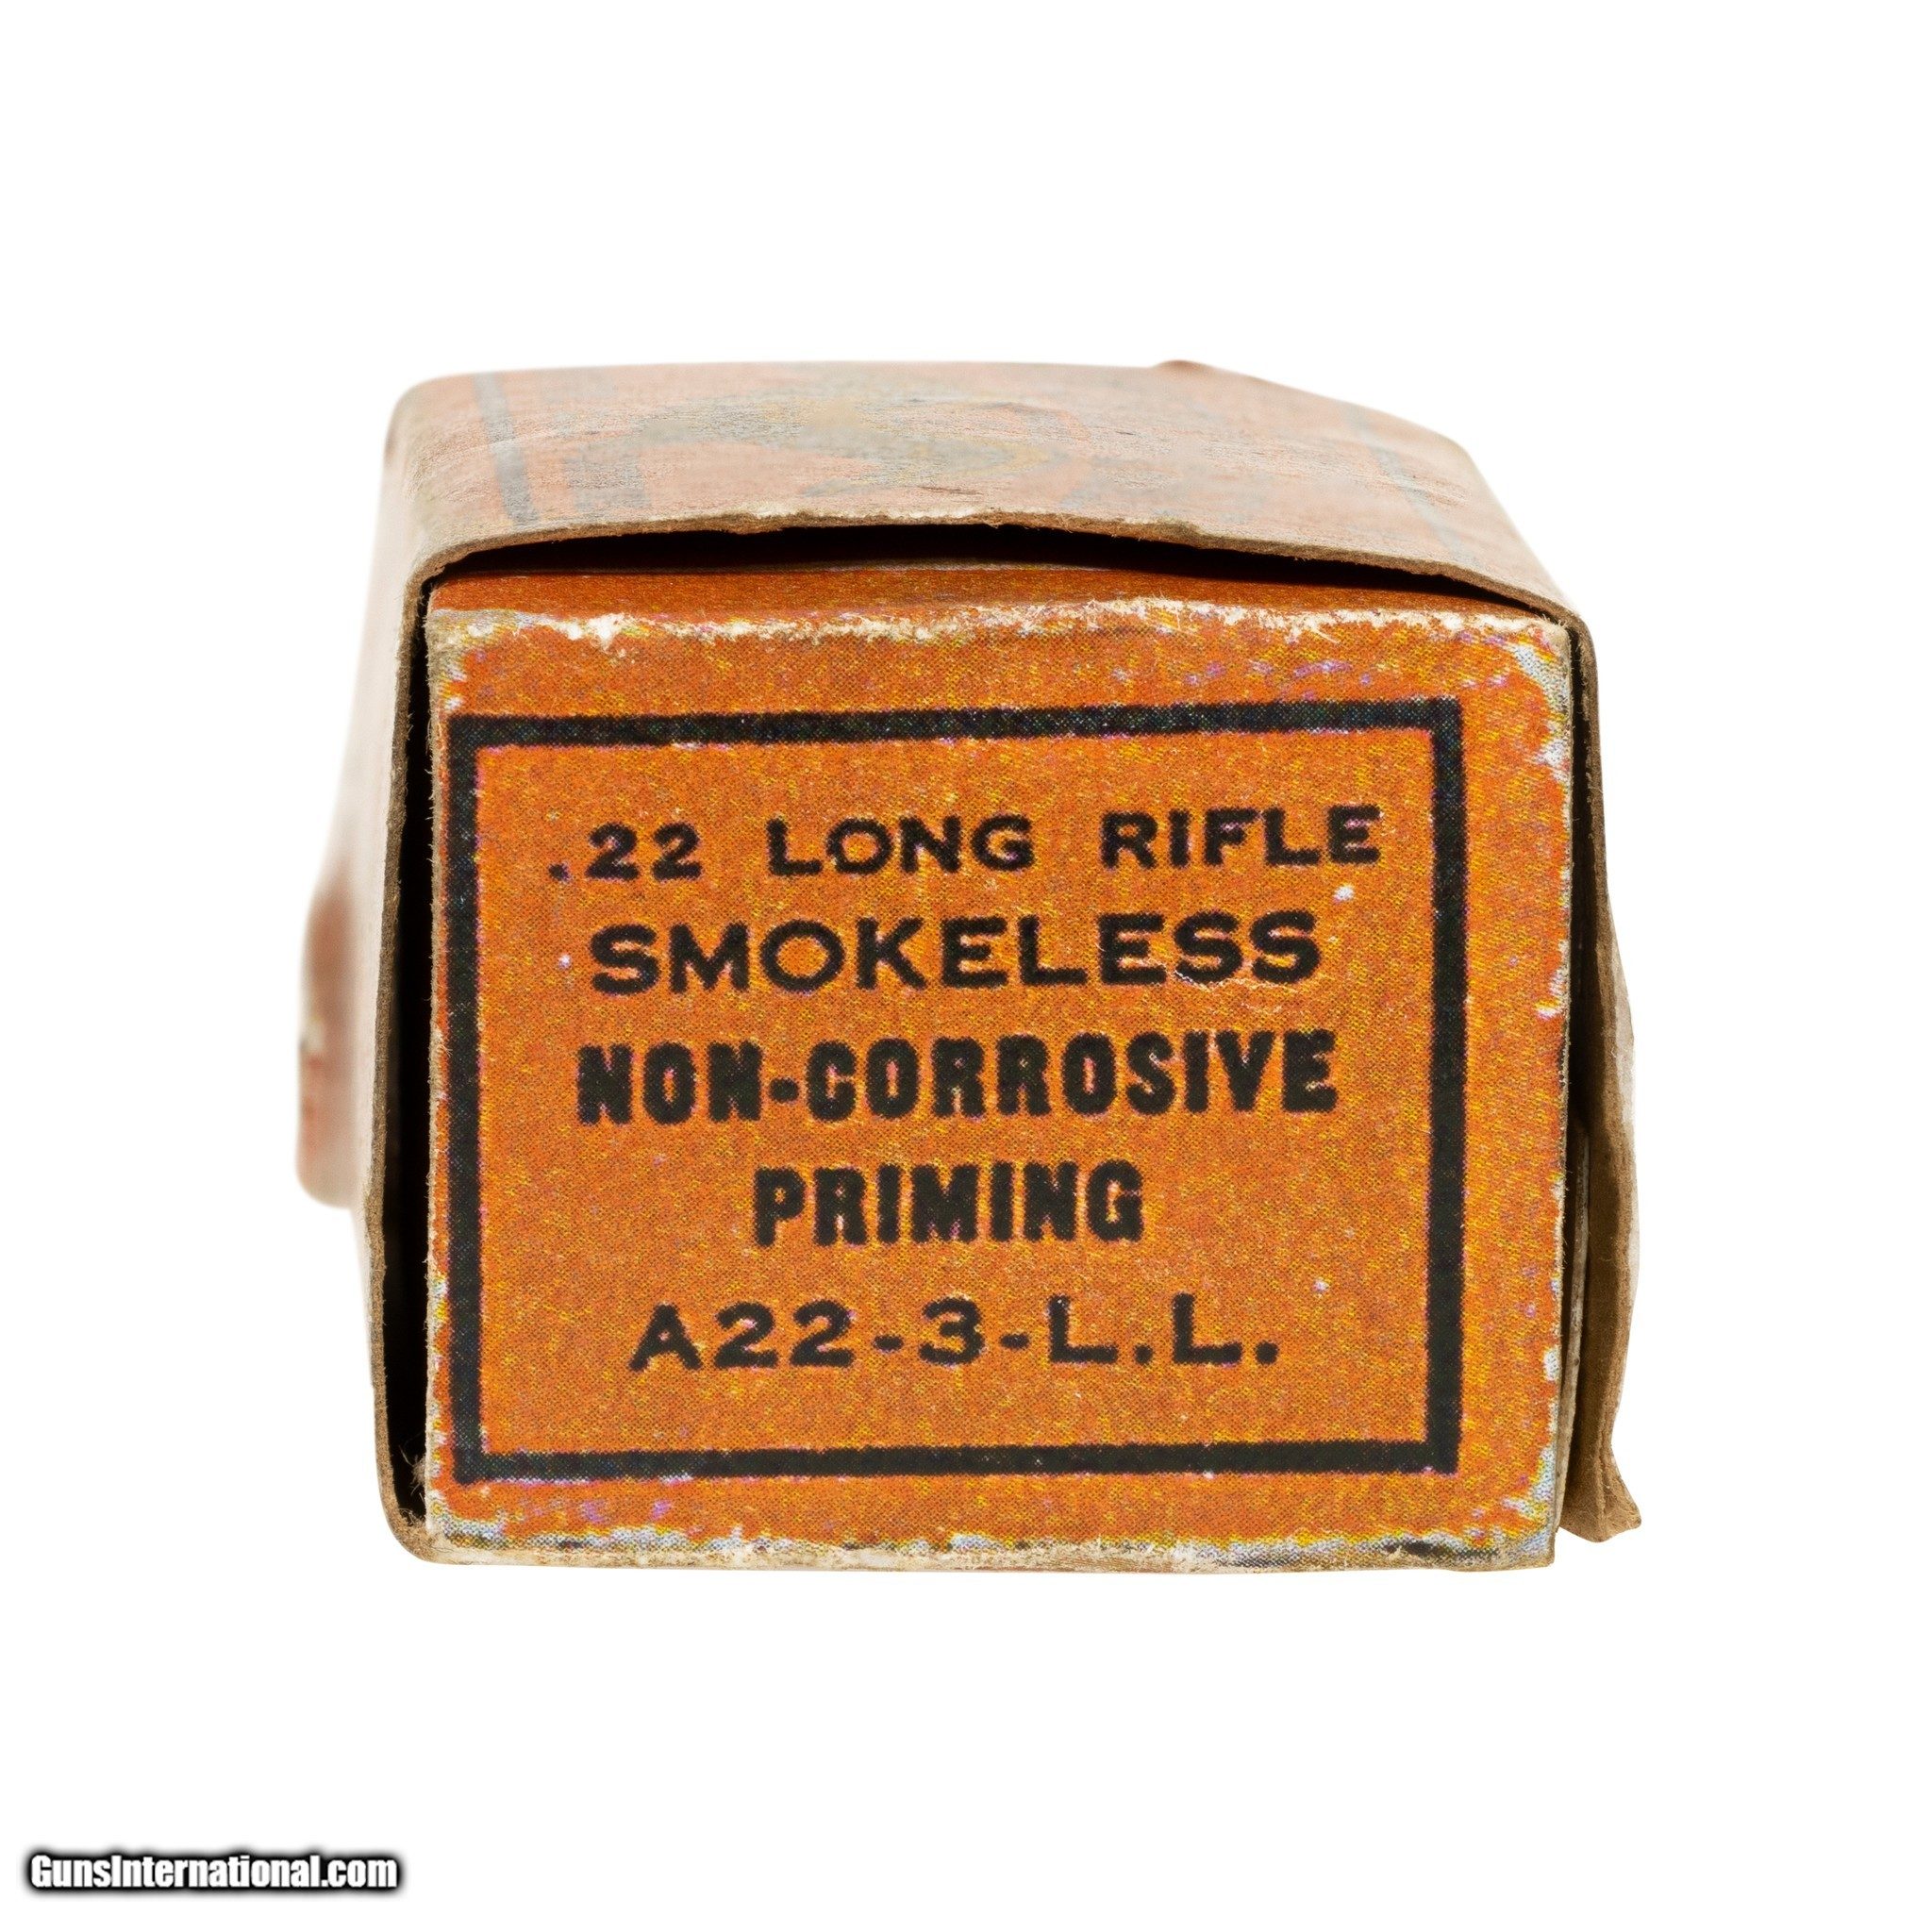 .22 LONG RIFLE
SMOKELESS
NON-CORROSIVE
PRIMING
A22-3-L.L.
GunsInternational.com